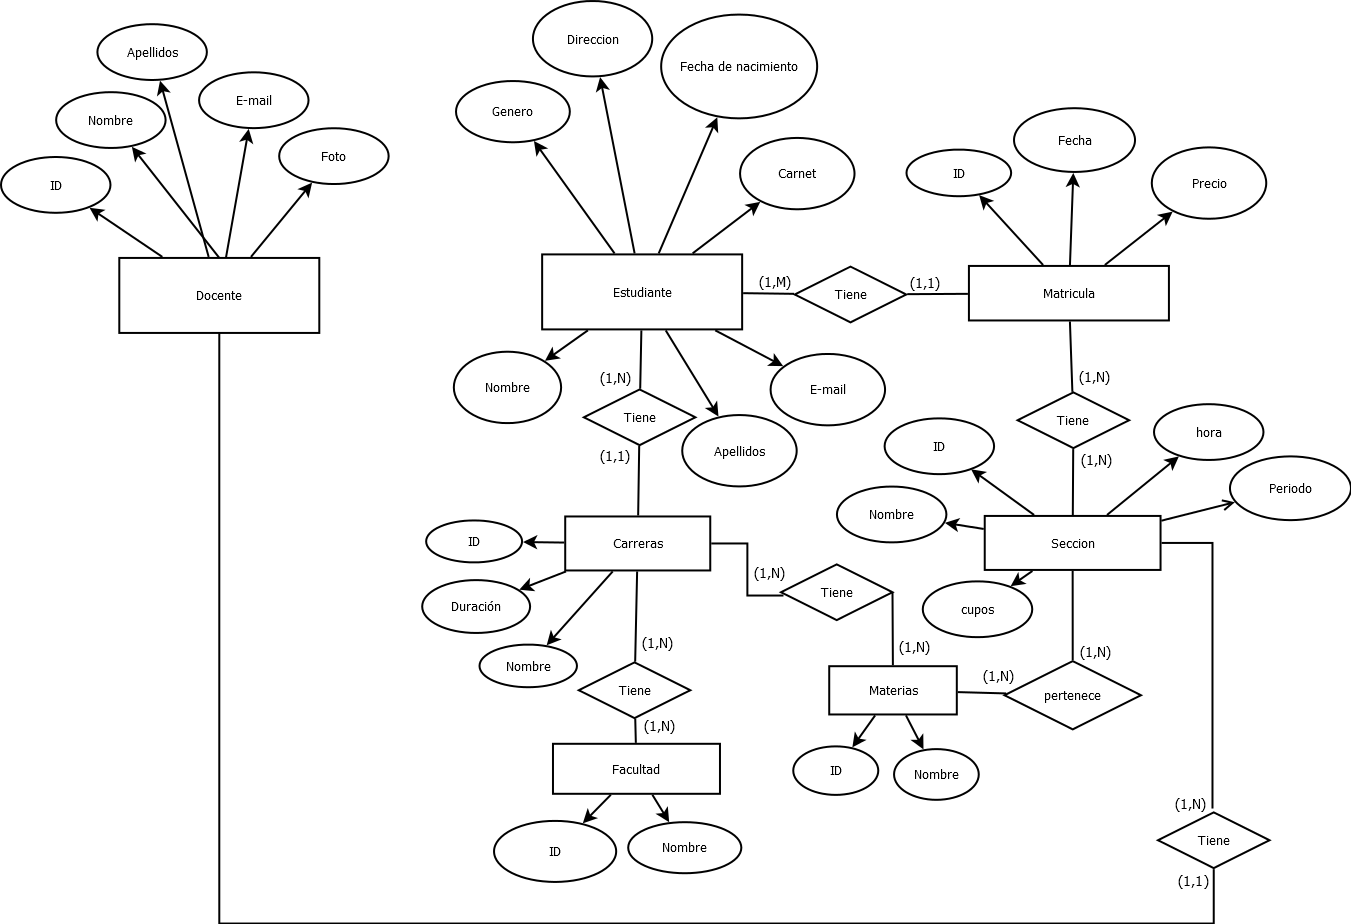 Direccion
Apellidos
Fecha de nacimiento
E-mail
Genero
Nombre
Fecha
Foto
Carnet
ID
Precio
ID
(1,M)
(1,1)
Docente
Estudiante
Tiene
Matricula
(1,N)
(1,N)
Nombre
E-mail
Tiene
Tiene
hora
ID
Apellidos
(1,1)
(1,N)
Periodo
Nombre
ID
Carreras
Seccion
(1,N)
Tiene
Duración
cupos
(1,N)
(1,N)
(1,N)
Nombre
(1,N)
Tiene
Materias
pertenece
(1,N)
Facultad
ID
Nombre
(1,N)
Tiene
ID
Nombre
(1,1)